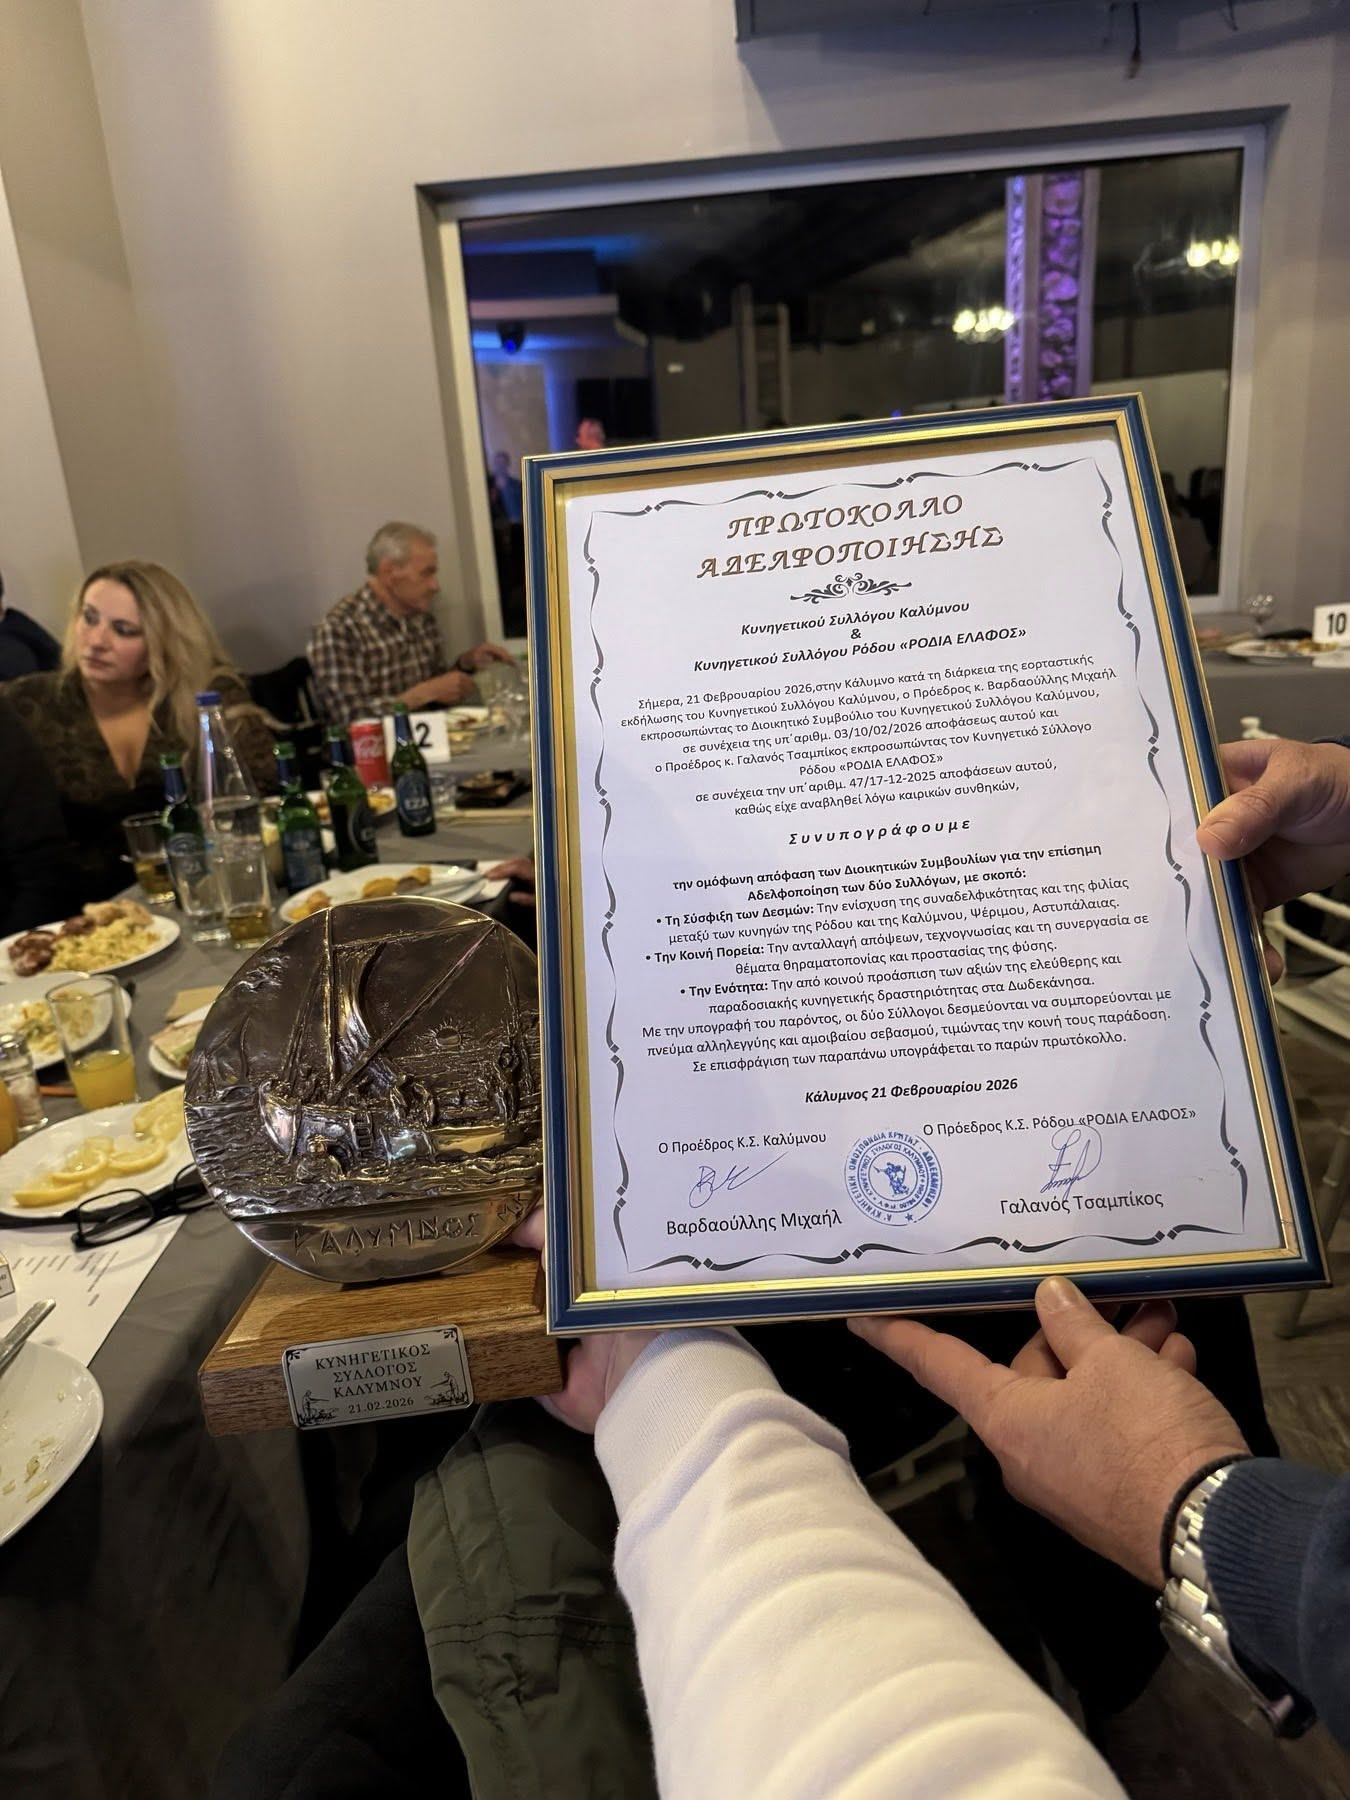 ΠΡΩΤΟΚΟΛΛΟ
ΑΔΕΛΦΟΠΟΙΗΣΗΣ
Κυνηγετικού Συλλόγου Καλύμνου
&
Κυνηγετικού Συλλόγου Ρόδου «ΡΟΔΙΑ ΕΛΑΦΟΣ»
Σήμερα, 21 Φεβρουαρίου 2026,στην Κάλυμνο κατά τη διάρκεια της εορταστικής
εκδήλωσης του Κυνηγετικού Συλλόγου Καλύμνου, ο Πρόεδρος κ. Βαρδαούλλης Μιχαήλ
εκπροσωπώντας το Διοικητικό Συμβούλιο του Κυνηγετικού Συλλόγου Καλύμνου,
σε συνέχεια της υπ΄αριθμ. 03/10/02/2026 αποφάσεως αυτού και
ο Πρόεδρος κ. Γαλανός Τσαμπίκος εκπροσωπώντας τον Κυνηγετικό Σύλλογο
Ρόδου «ΡΟΔΙΑ ΕΛΑΦΟΣ»
σε συνέχεια την υπ΄αριθμ. 47/17-12-2025 αποφάσεων αυτού,
καθώς είχε αναβληθεί λόγω καιρικών συνθηκών,
Συνυπογράφουμε
την ομόφωνη απόφαση των Διοικητικών Συμβουλίων για την επίσημη
Αδελφοποίηση των δύο Συλλόγων, με σκοπό:
• Τη Σύσφιξη των Δεσμών: Την ενίσχυση της συναδελφικότητας και της φιλίας
μεταξύ των κυνηγών της Ρόδου και της Καλύμνου, Ψέριμου, Αστυπάλαιας.
• Την Κοινή Πορεία: Την ανταλλαγή απόψεων, τεχνογνωσίας και τη συνεργασία σε
θέματα θηραματοπονίας και προστασίας της φύσης.
• Την Ενότητα: Την από κοινού προάσπιση των αξιών της ελεύθερης και
παραδοσιακής κυνηγετικής δραστηριότητας στα Δωδεκάνησα.
Με την υπογραφή του παρόντος, οι δύο Σύλλογοι δεσμεύονται να συμπορεύονται με
πνεύμα αλληλεγγύης και αμοιβαίου σεβασμού, τιμώντας την κοινή τους παράδοση.
Σε επισφράγιση των παραπάνω υπογράφεται το παρών πρωτόκολλο.
Κάλυμνος 21 Φεβρουαρίου 2026
Ο Προέδρος Κ.Σ. Καλύμνου
Ο Πρόεδρος Κ.Σ. Ρόδου «ΡΟΔΙΑ ΕΛΑΦΟΣ»
Βαρδαούλλης Μιχαήλ
Γαλανός Τσαμπίκος
ΚΑΛΥΜΝΟΣ
ΚΥΝΗΓΕΤΙΚΟΣ
ΣΥΛΛΟΓΟΣ
ΚΑΛΥΜΝΟΥ
21.02.2026
10
2
EZA